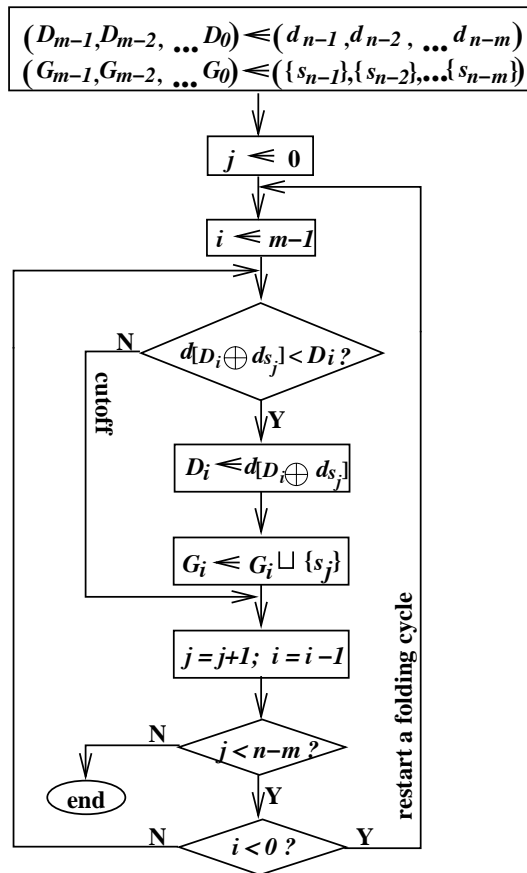 (D_{m-1},D_{m-2}, ... D_0) ⋖ (d_{n-1},d_{n-2}, ... d_{n-m})
(G_{m-1},G_{m-2}, ... G_0) ⋖ ({s_{n-1}},{s_{n-2}},...{s_{n-m}})
j ⋖ 0
i ⋖ m-1
N
d[D_i ⊕ d_{s_j}] < D_i ?
cutoff
Y
D_i ⋖ d[D_i ⊕ d_{s_j}]
G_i ⋖ G_i ⊔ {s_j}
restart a folding cycle
j = j+1; i = i-1
N
j < n-m ?
end
Y
N
i < 0 ?
Y